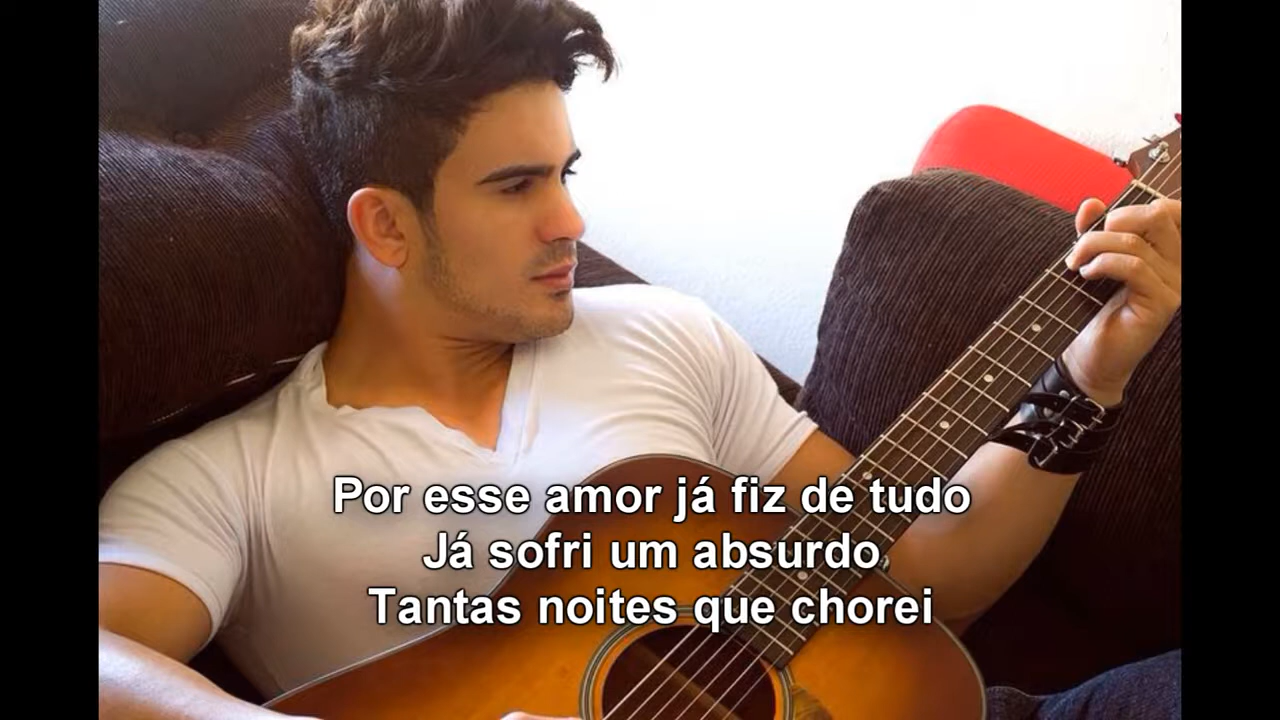 Por esse amor já fiz de tudo
Já sofri um absurdo
Tantas noites que chorei